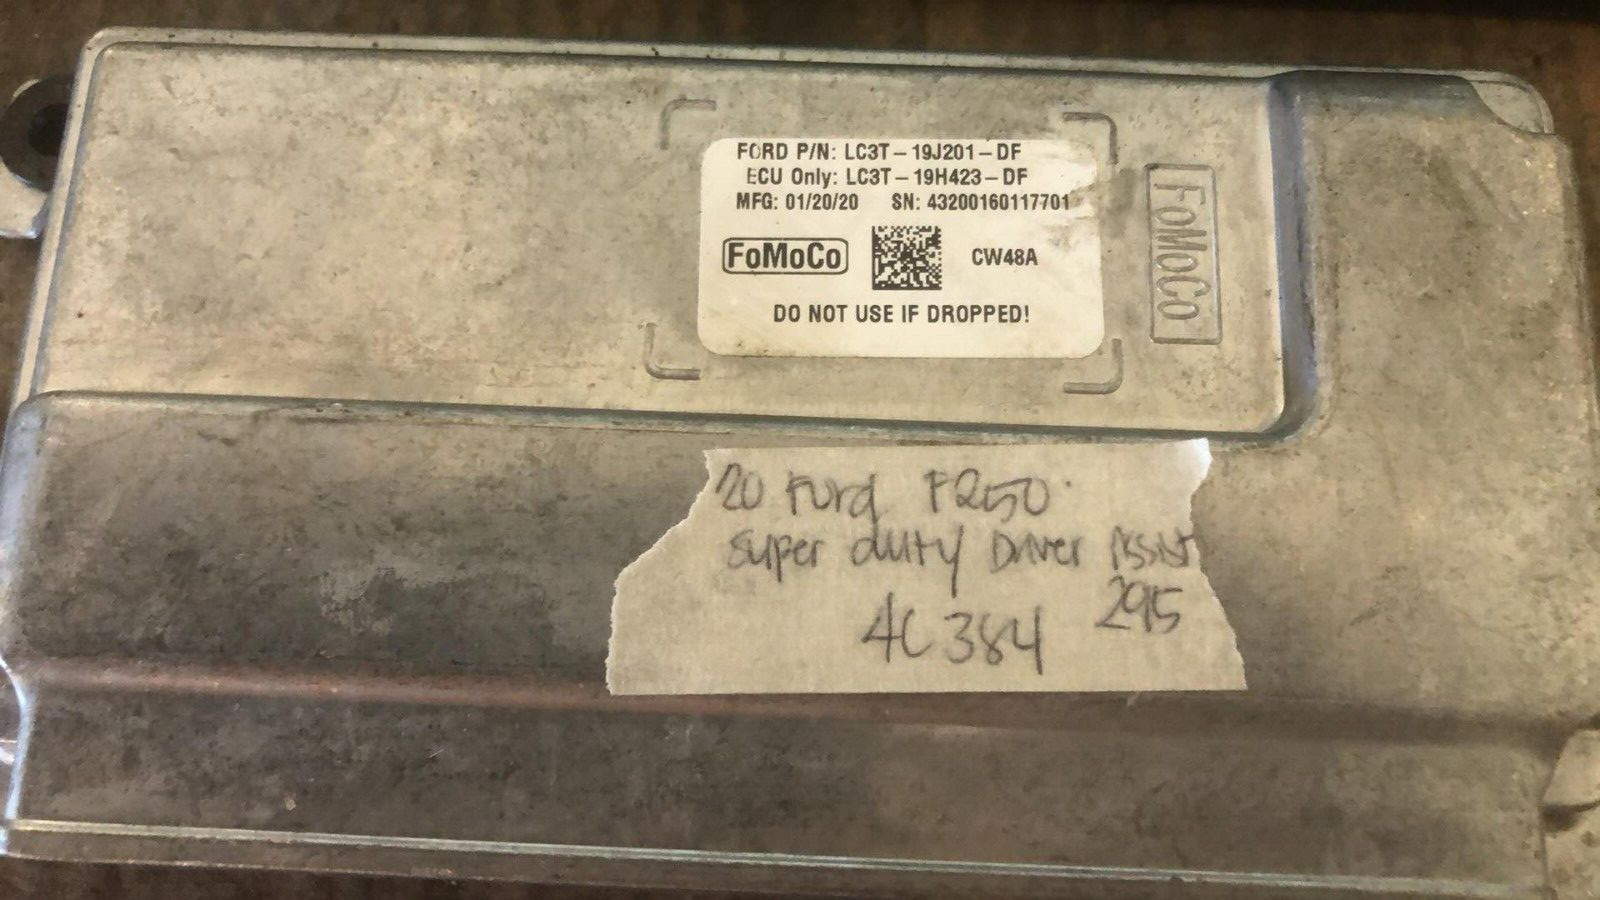 FORD P/N: LC3T-19J201-DF
ECU Only: LC3T-19H423-DF
MFG: 01/20/20 SN: 43200160117701
FoMoCo CW48A
DO NOT USE IF DROPPED!
FoMoCo
20 Ford F250
super duty Driver Assist
295
4C384